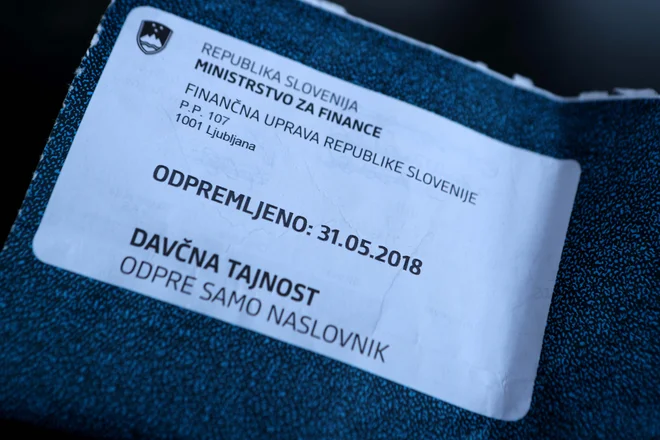 REPUBLIKA SLOVENIJA
MINISTRSTVO ZA FINANCE
FINANČNA UPRAVA REPUBLIKE SLOVENIJE
P.P. 107
1001 Ljubljana
ODPREMLJENO: 31.05.2018
DAVČNA TAJNOST
ODPRE SAMO NASLOVNIK